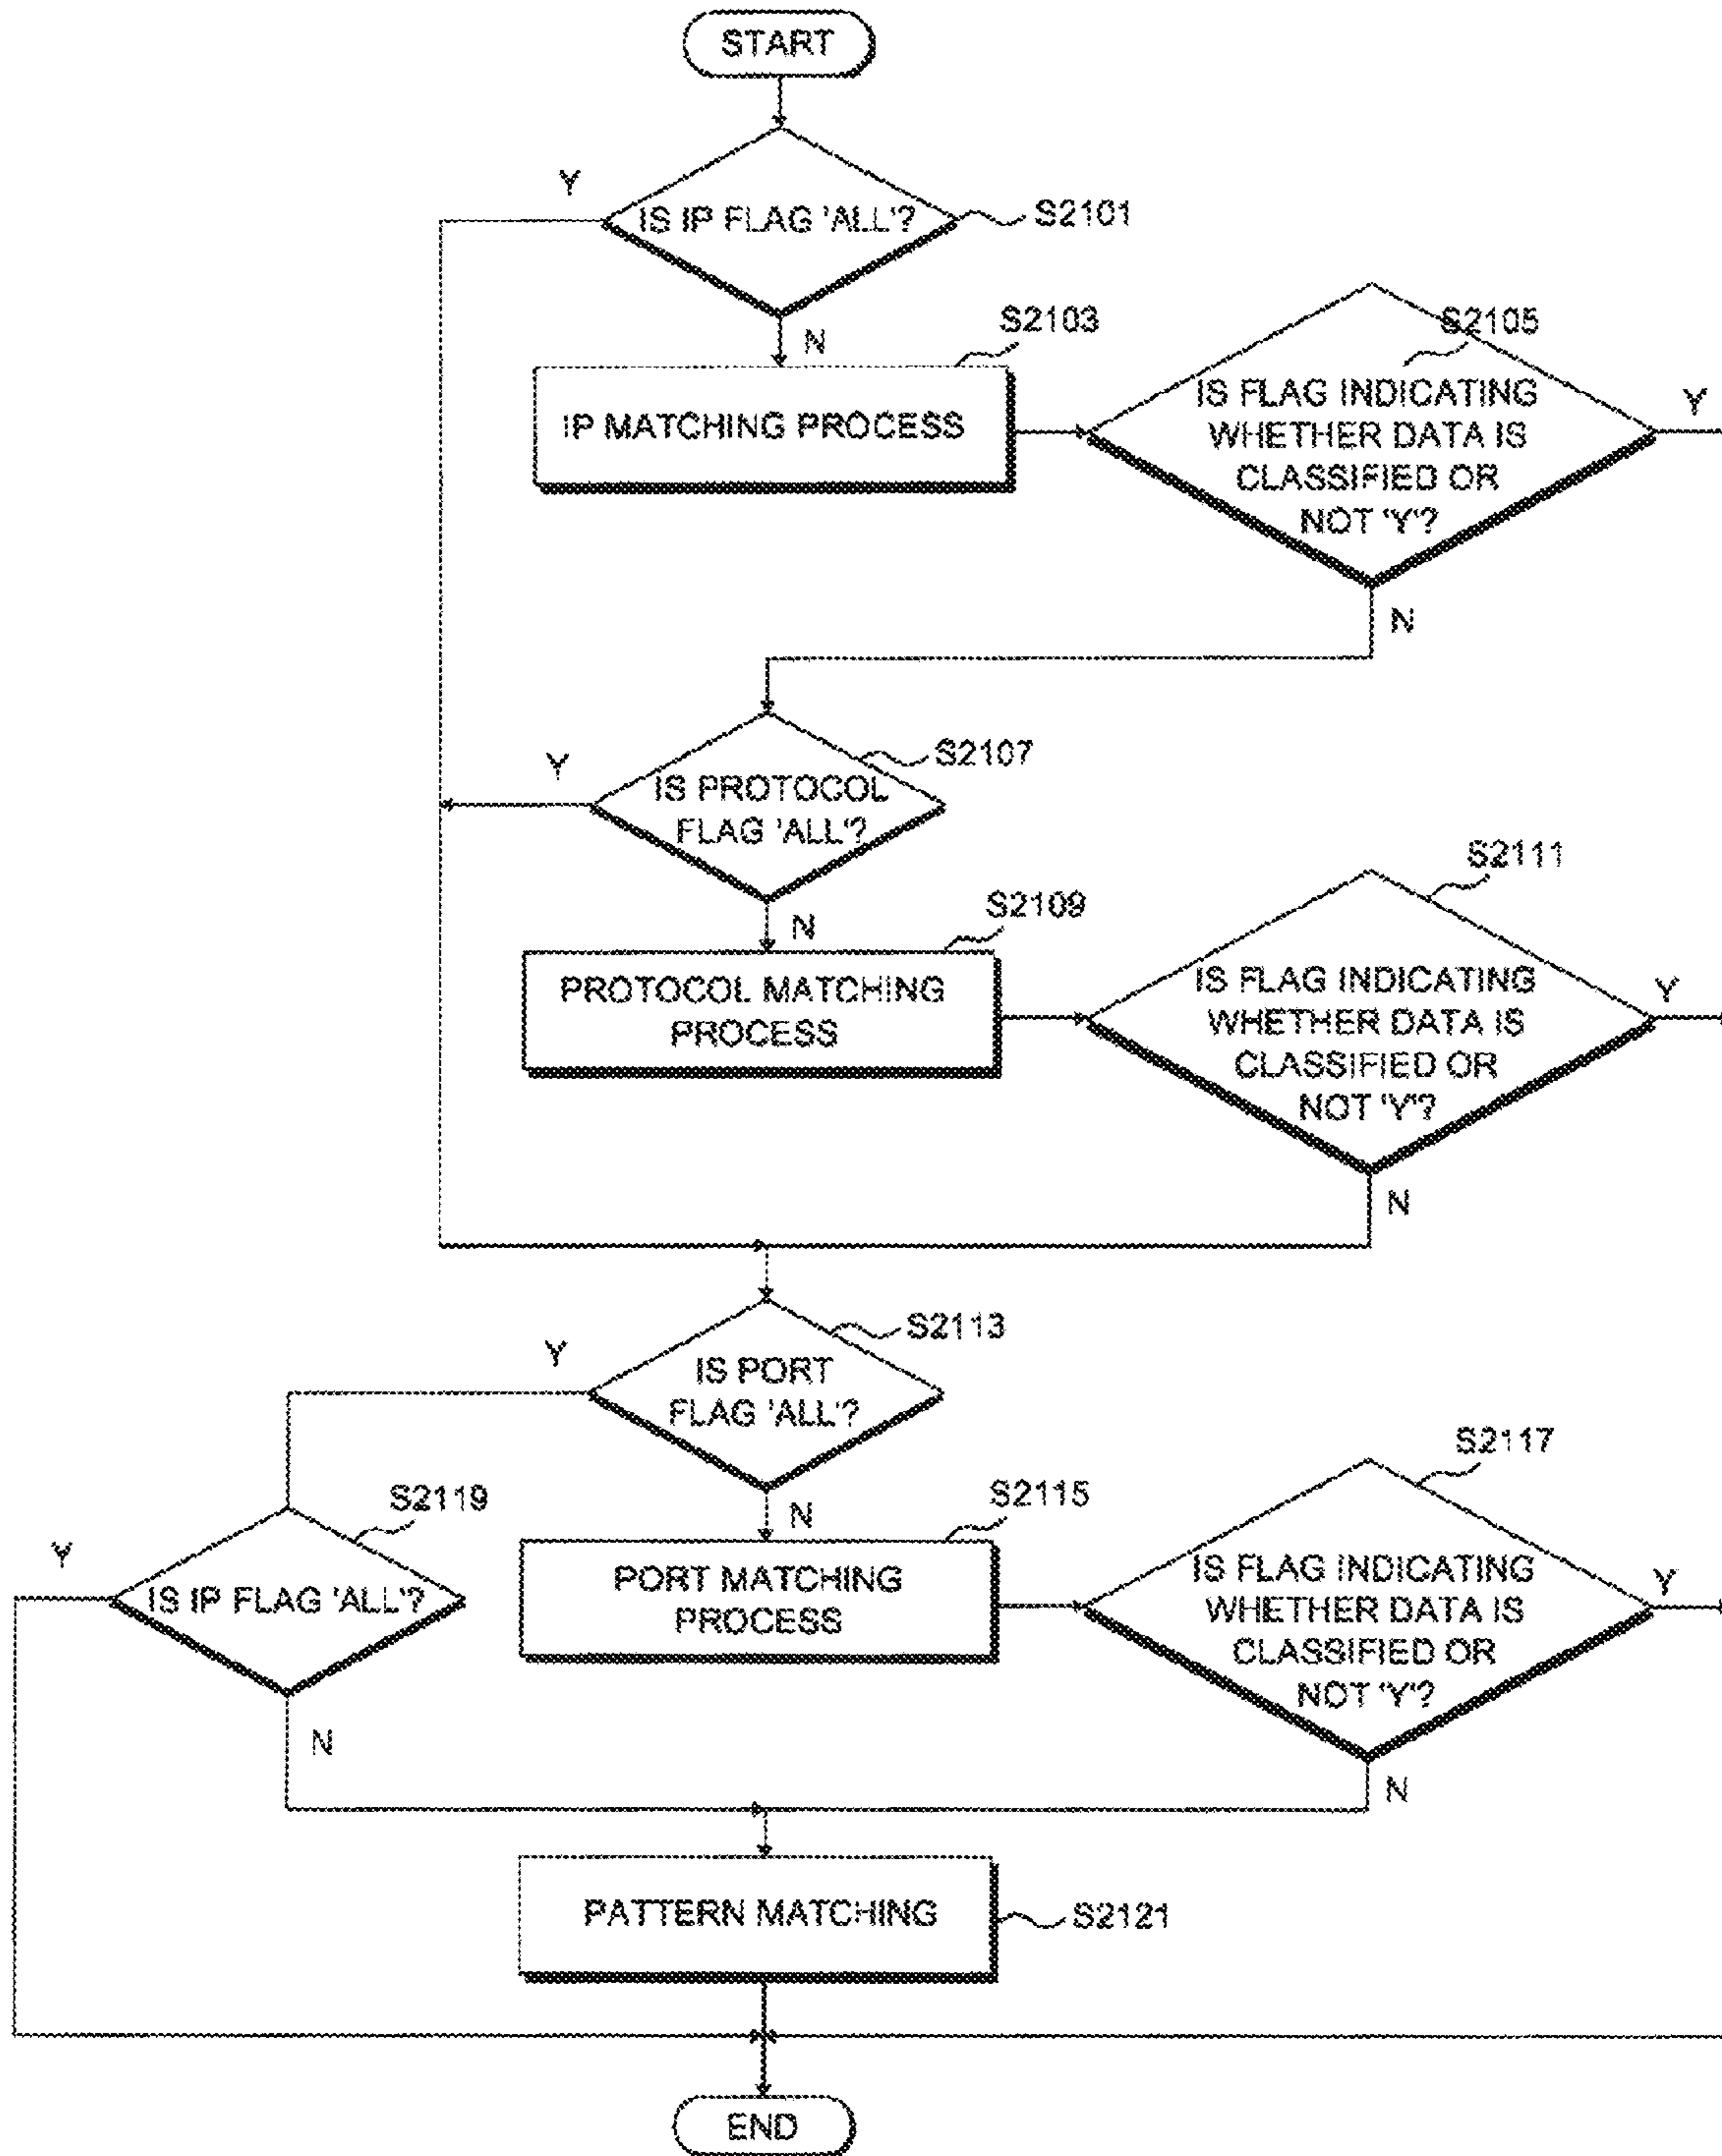 START
Y
IS IP FLAG 'ALL'?
S2101
N
S2103
IP MATCHING PROCESS
S2105
IS FLAG INDICATING
WHETHER DATA IS
CLASSIFIED OR
NOT 'Y'?
Y
N
Y
S2107
IS PROTOCOL
FLAG 'ALL'?
N
S2109
PROTOCOL MATCHING
PROCESS
S2111
IS FLAG INDICATING
WHETHER DATA IS
CLASSIFIED OR
NOT 'Y'?
Y
N
Y
S2113
IS PORT
FLAG 'ALL'?
N
S2115
PORT MATCHING
PROCESS
S2117
IS FLAG INDICATING
WHETHER DATA IS
CLASSIFIED OR
NOT 'Y'?
Y
N
S2119
Y
IS IP FLAG 'ALL'?
N
PATTERN MATCHING
S2121
END